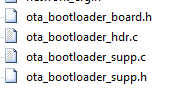 ota_bootloader_board.h
ota_bootloader_hdr.c
ota_bootloader_supp.c
ota_bootloader_supp.h